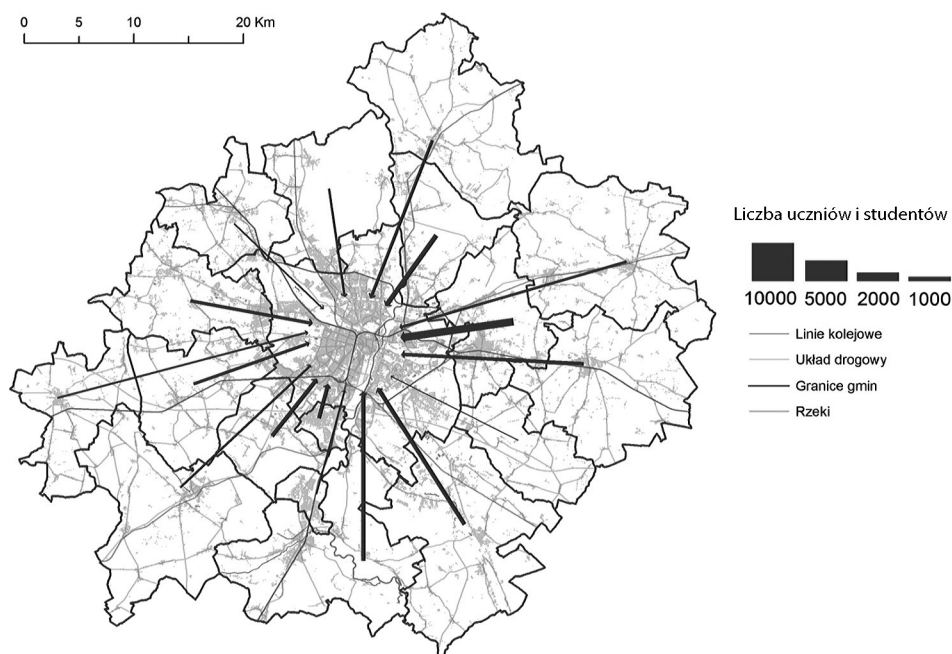 0 5 10 20 Km
Liczba uczniów i studentów
10000 5000 2000 1000
Linie kolejowe
Układ drogowy
Granice gmin
Rzeki